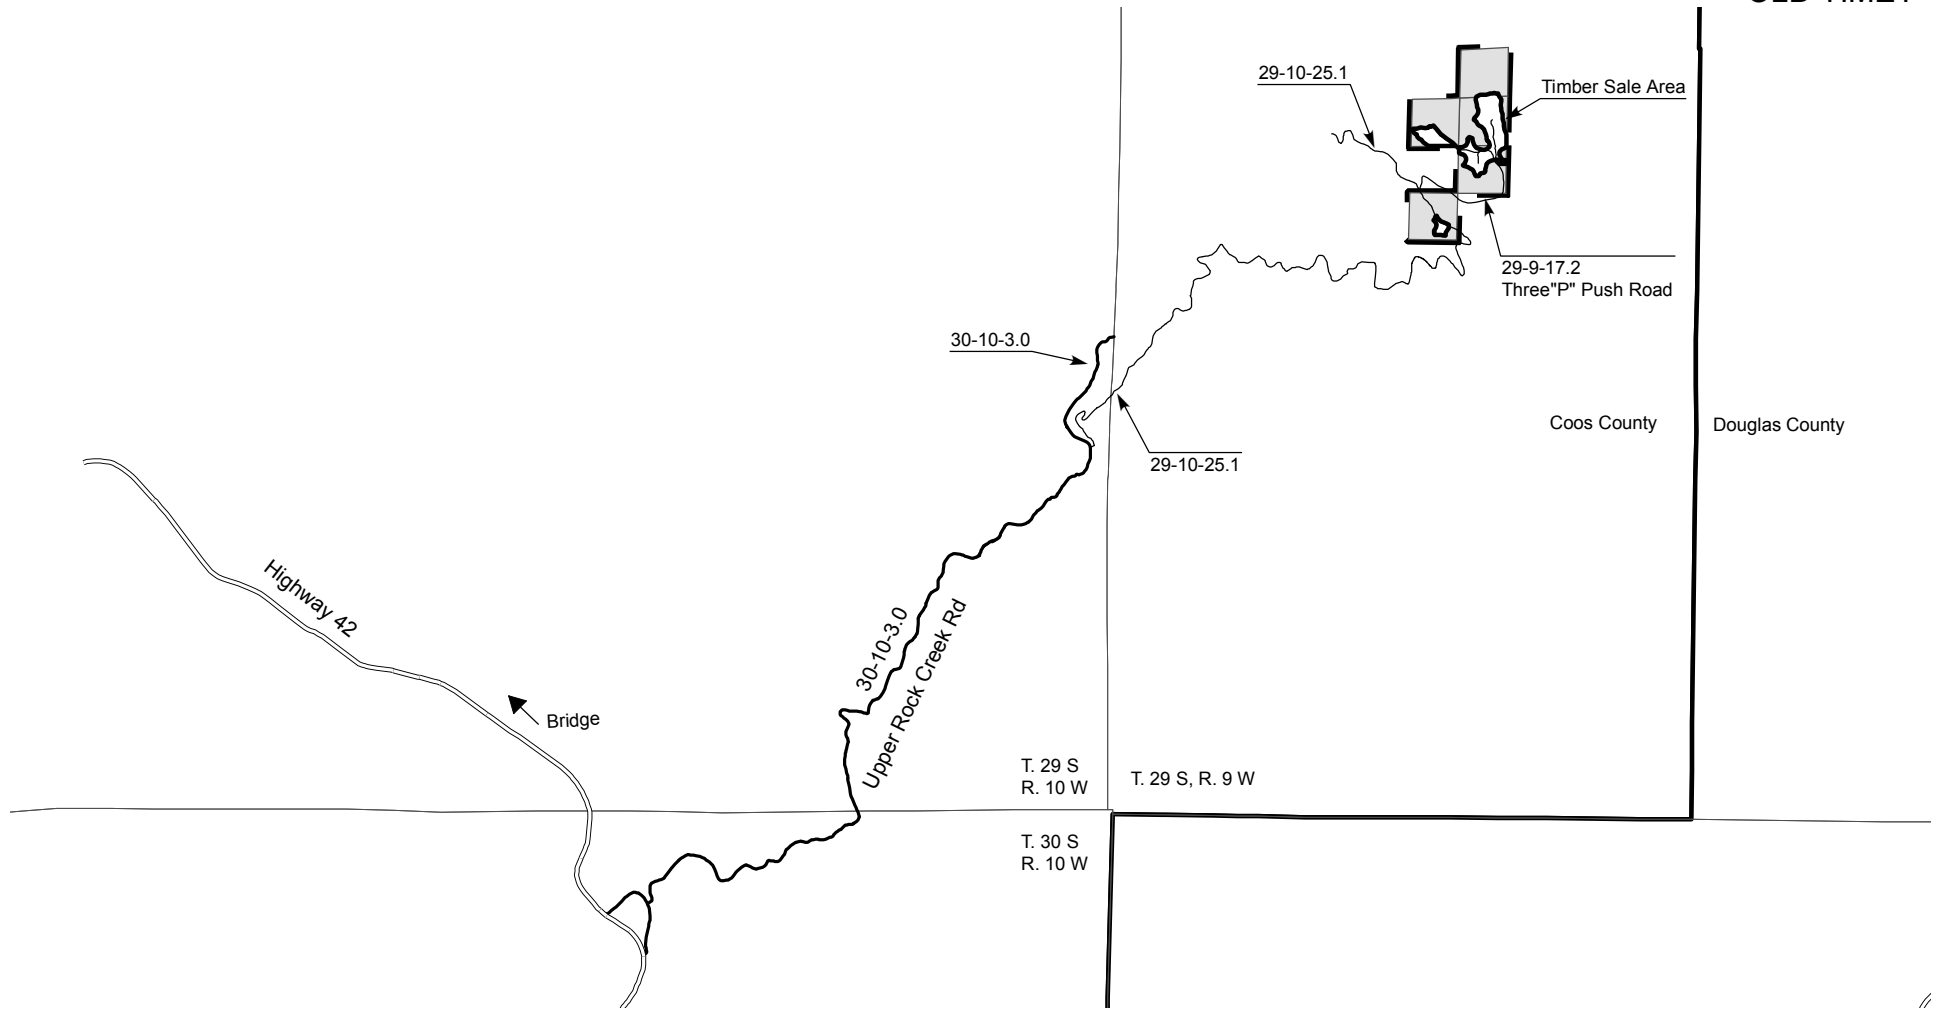 29-10-25.1
Timber Sale Area
29-9-17.2
Three"P" Push Road
30-10-3.0
Coos County
Douglas County
29-10-25.1
Highway 42
30-10-3.0
Upper Rock Creek Rd
Bridge
T. 29 S
R. 10 W
T. 29 S, R. 9 W
T. 30 S
R. 10 W